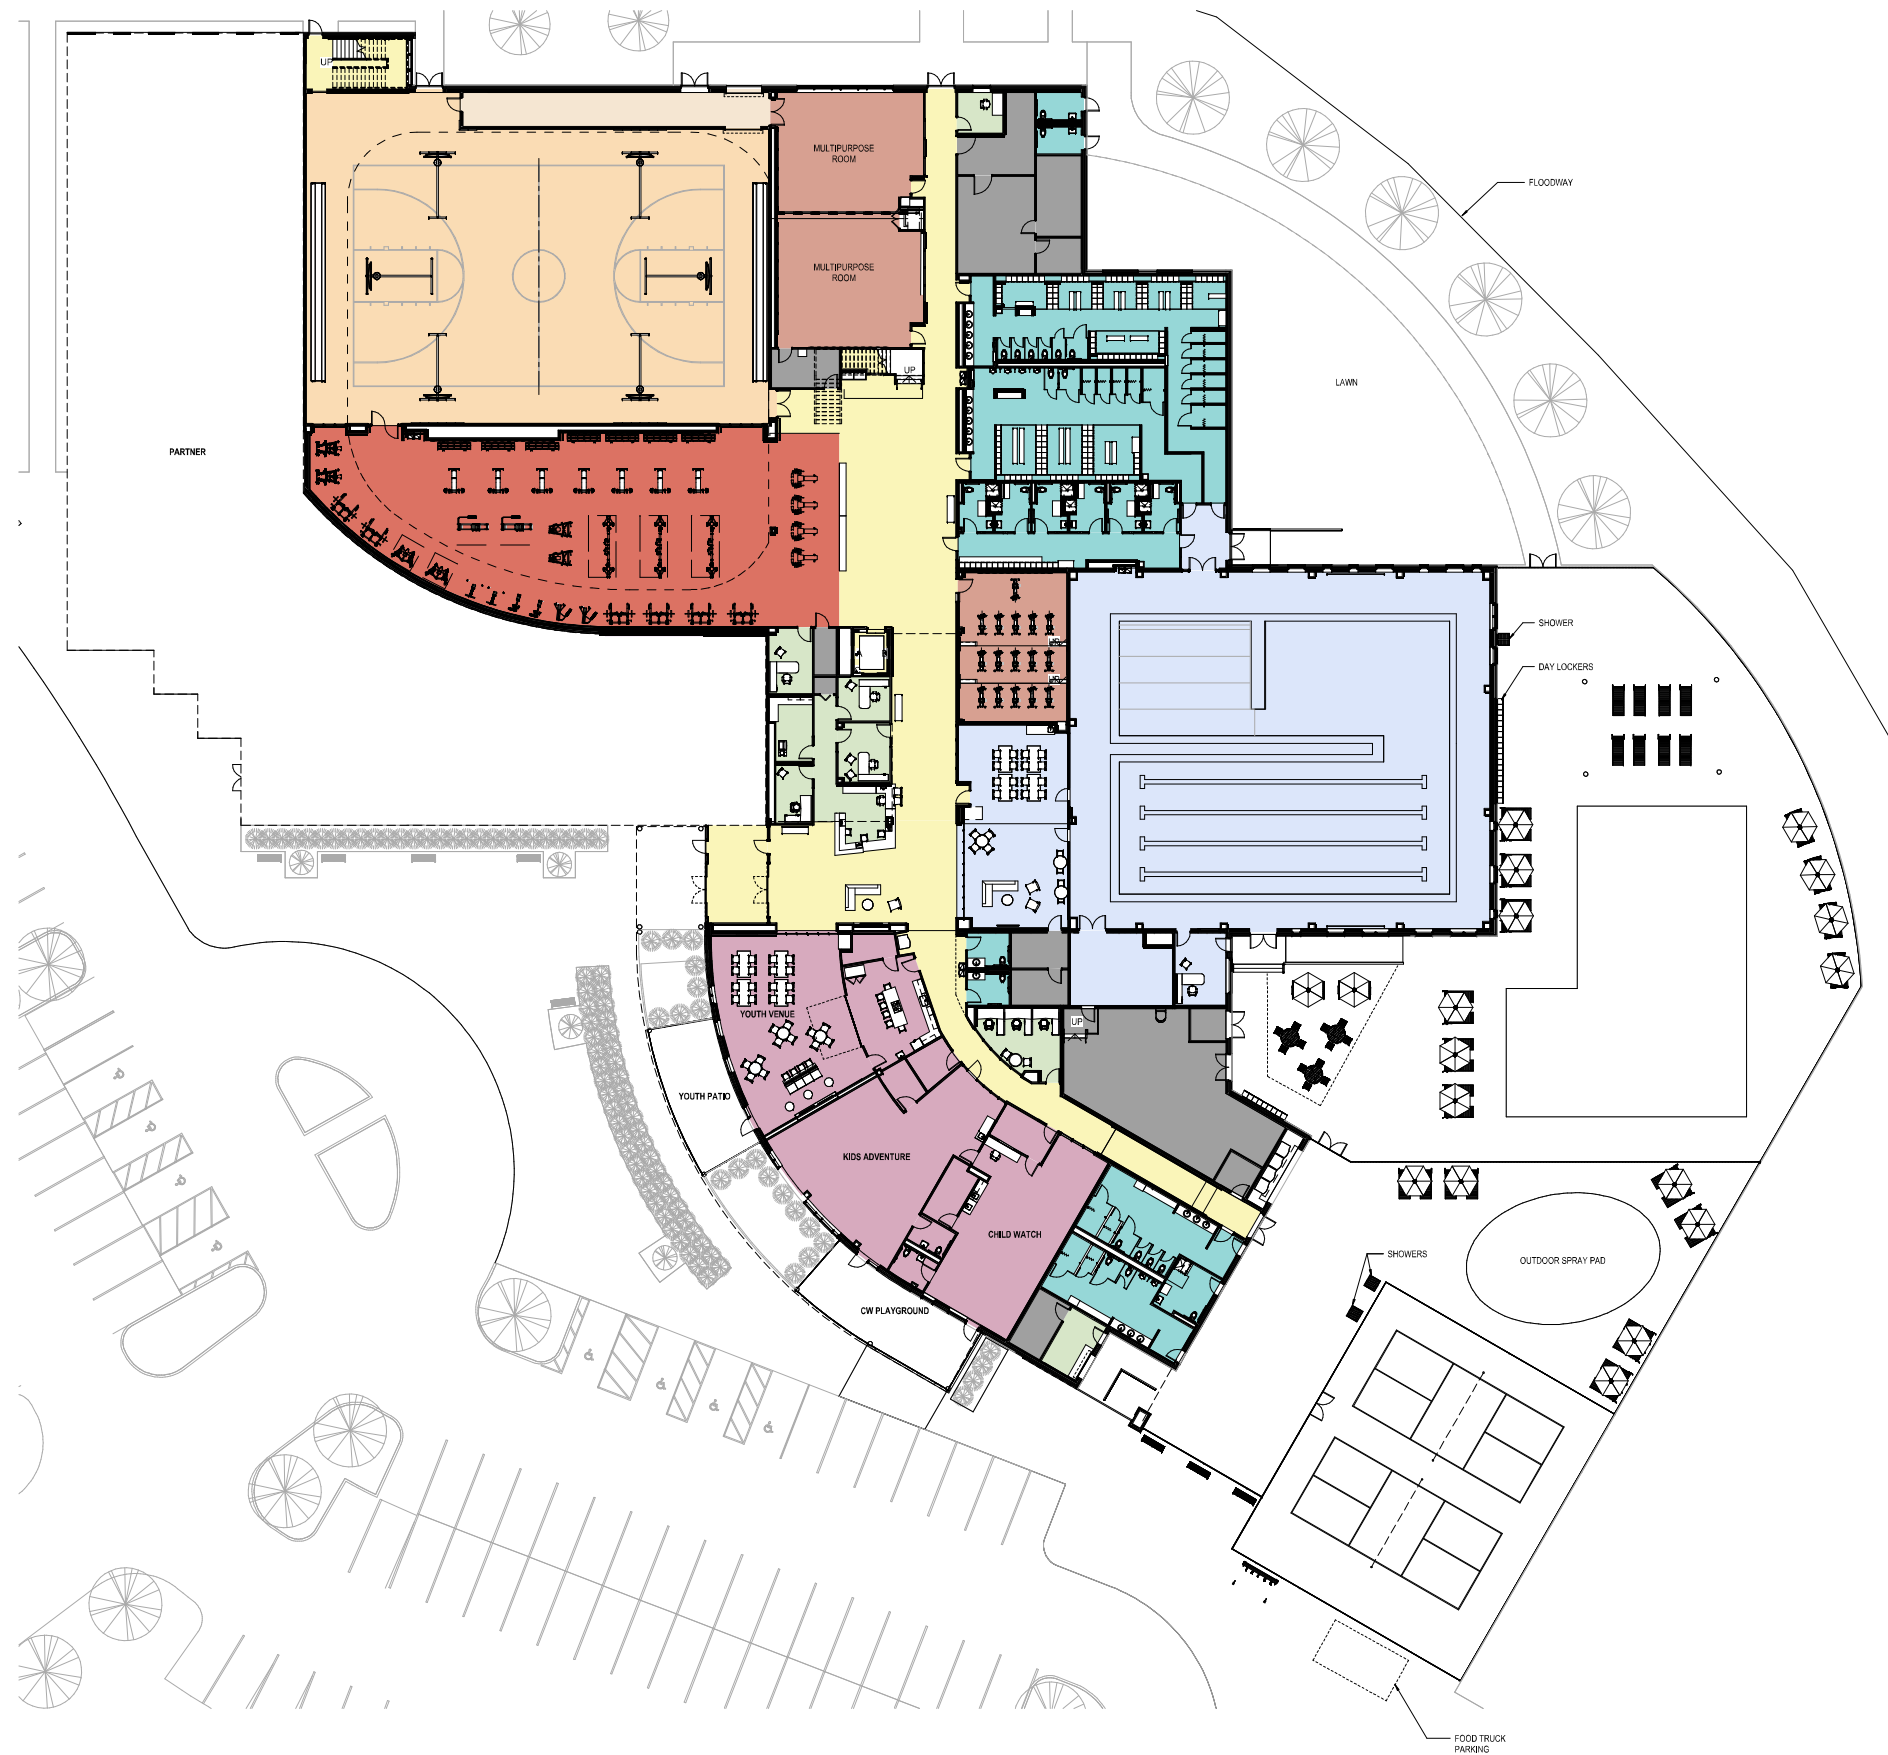 UP
MULTIPURPOSE
ROOM
FLOODWAY
MULTIPURPOSE
ROOM
UP
LAWN
PARTNER
SHOWER
DAY LOCKERS
YOUTH VENUE
UP
YOUTH PATIO
KIDS ADVENTURE
CHILD WATCH
SHOWERS
OUTDOOR SPRAY PAD
CW PLAYGROUND
FOOD TRUCK
PARKING